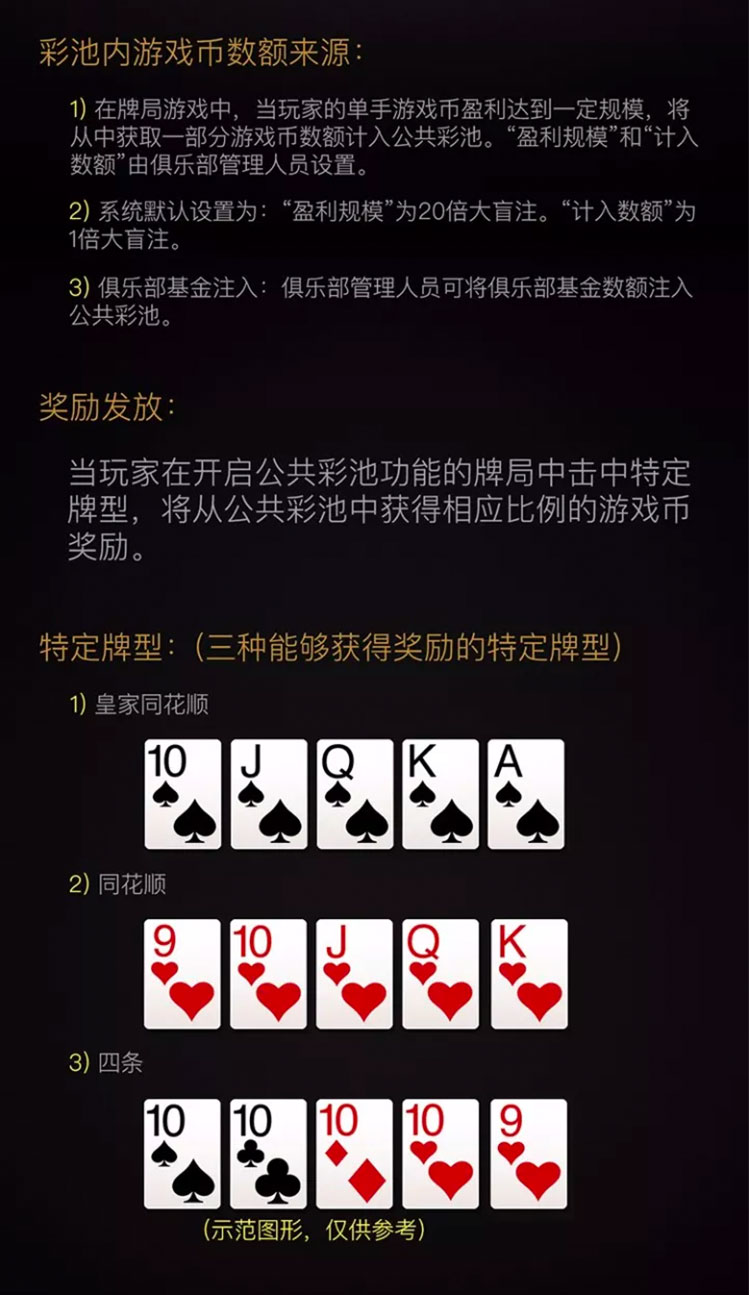 彩池内游戏币数额来源：
1) 在牌局游戏中，当玩家的单手游戏币盈利达到一定规模，将
从中获取一部分游戏币数额计入公共彩池。“盈利规模”和“计入
数额”由俱乐部管理人员设置。
2) 系统默认设置为：“盈利规模”为20倍大盲注。“计入数额”为
1倍大盲注。
3) 俱乐部基金注入：俱乐部管理人员可将俱乐部基金数额注入
公共彩池。
奖励发放：
当玩家在开启公共彩池功能的牌局中击中特定
牌型，将从公共彩池中获得相应比例的游戏币
奖励。
特定牌型：（三种能够获得奖励的特定牌型）
1) 皇家同花顺
10 J Q K A
2) 同花顺
9 10 J Q K
3) 四条
10 10 10 10 9
（示范图形，仅供参考）